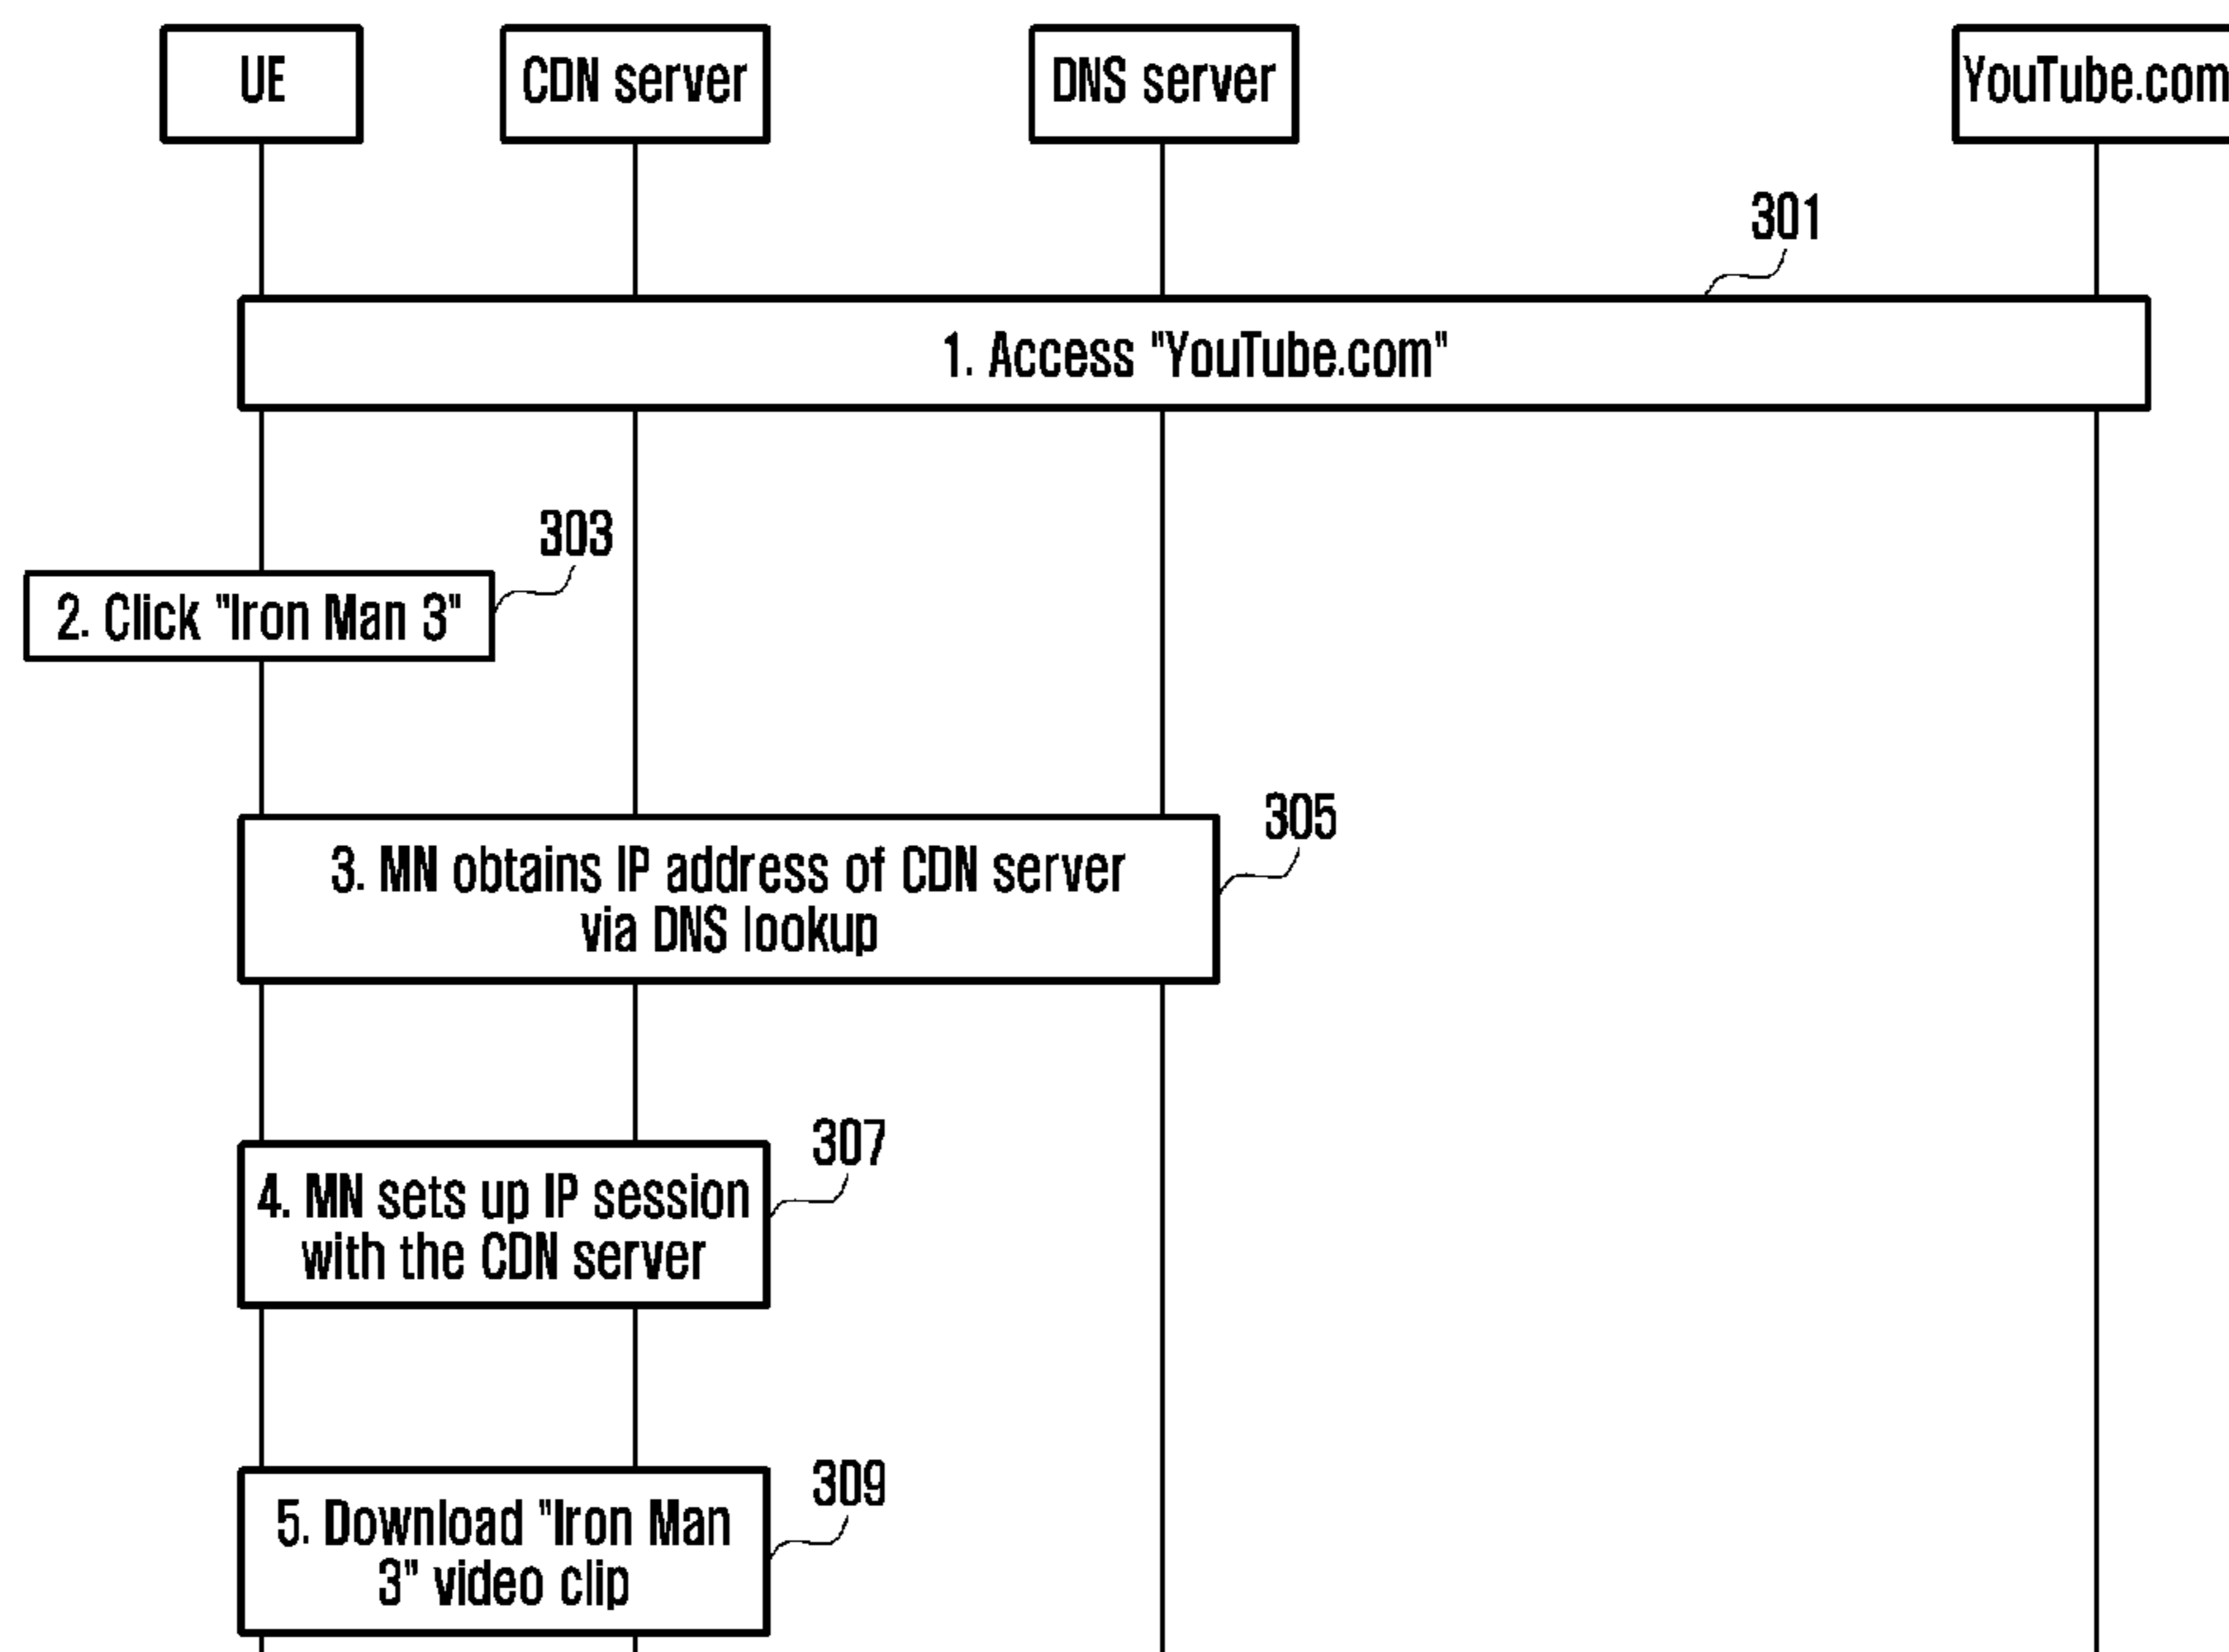 UE
CDN server
DNS server
YouTube.com
301
1. Access "YouTube.com"
303
2. Click "Iron Man 3"
305
3. MN obtains IP address of CDN server
via DNS lookup
307
4. MN sets up IP session
with the CDN server
309
5. Download "Iron Man
3" video clip